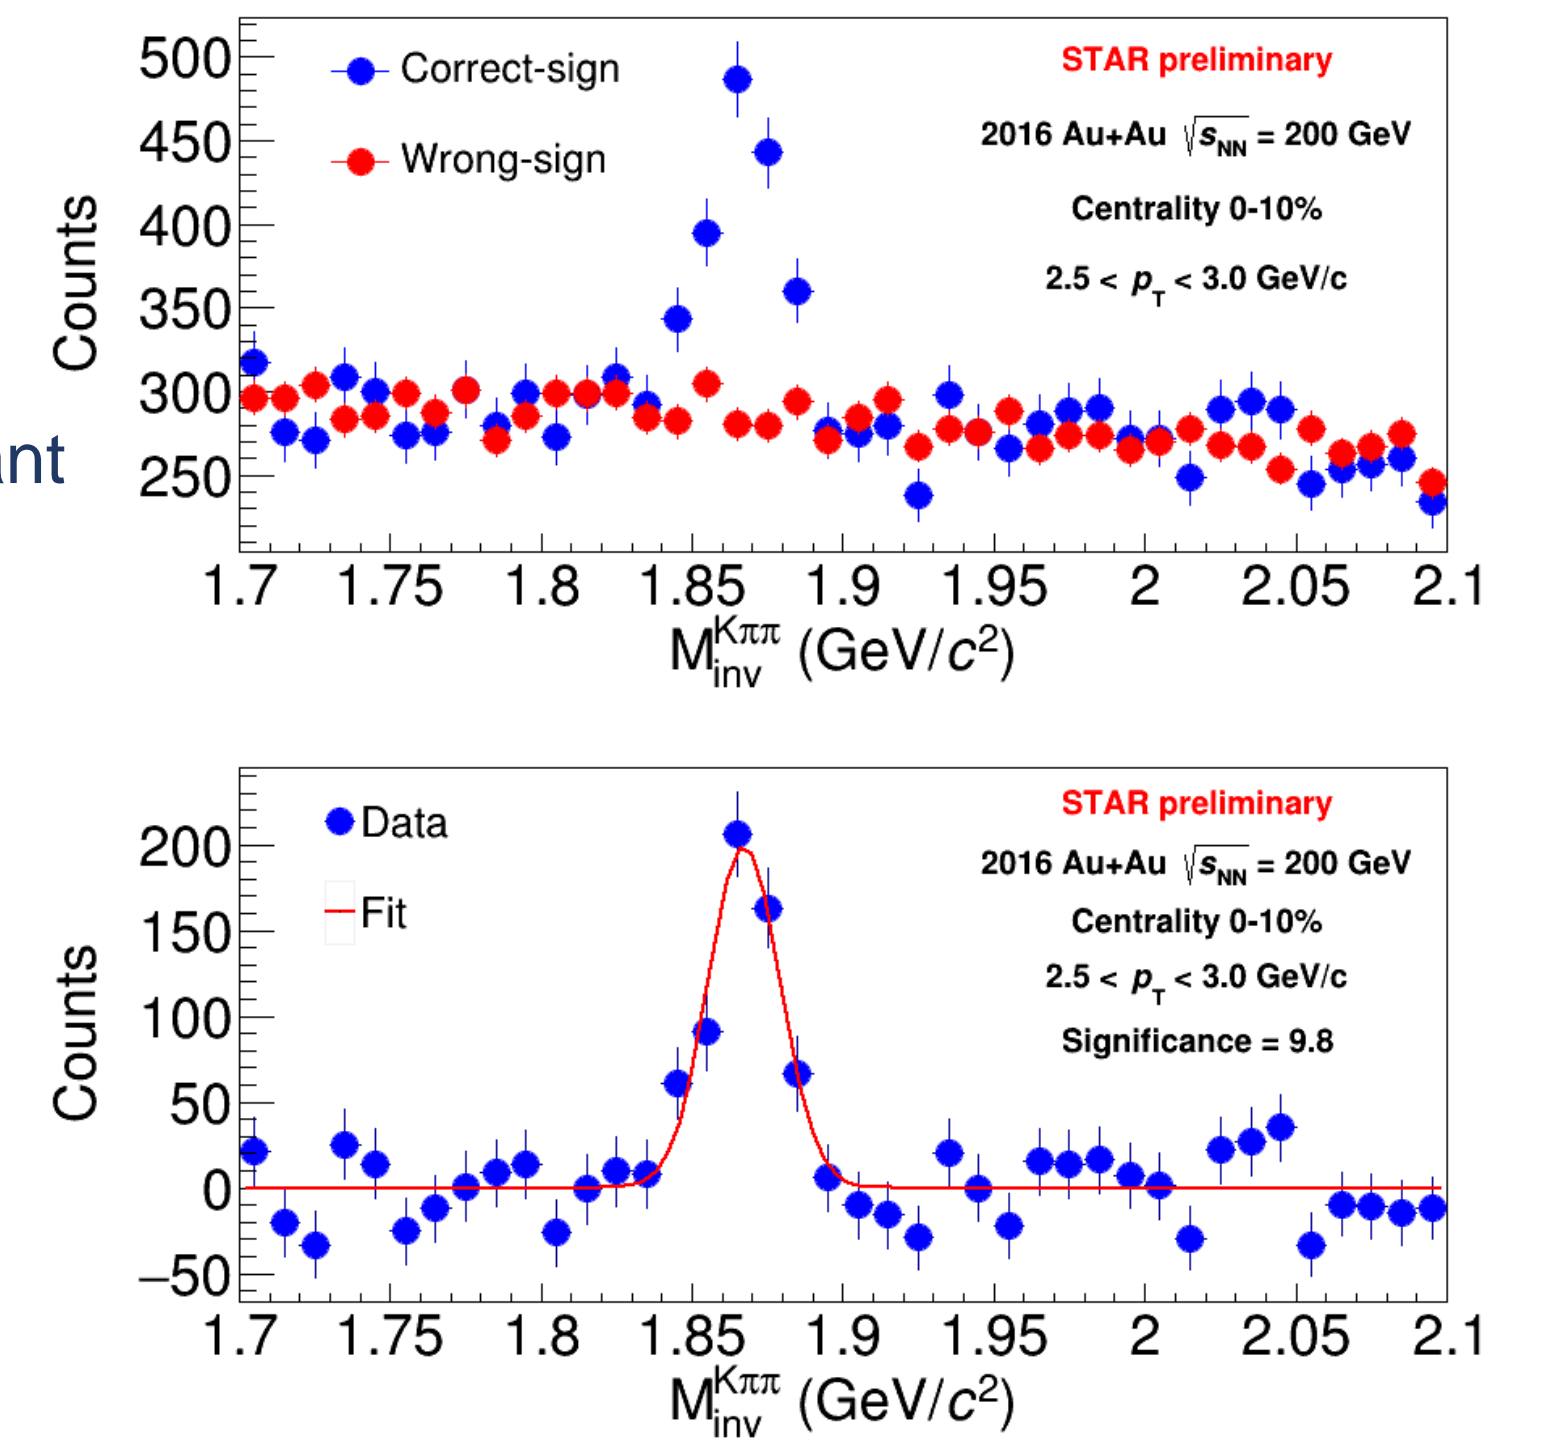 500
450
400
350
300
250
Counts
Correct-sign
Wrong-sign
STAR preliminary
2016 Au+Au √sNN = 200 GeV
Centrality 0-10%
2.5 < pT < 3.0 GeV/c
ant
1.7 1.75 1.8 1.85 1.9 1.95 2 2.05 2.1
MinvKππ (GeV/c²)
200
150
100
50
0
−50
Counts
Data
Fit
STAR preliminary
2016 Au+Au √sNN = 200 GeV
Centrality 0-10%
2.5 < pT < 3.0 GeV/c
Significance = 9.8
1.7 1.75 1.8 1.85 1.9 1.95 2 2.05 2.1
MinvKππ (GeV/c²)